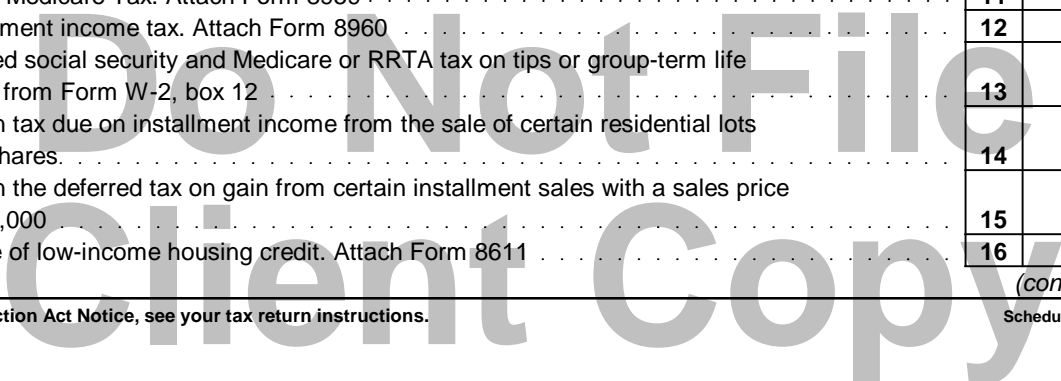 Medicare Tax. Attach Form 8959 11
ment income tax. Attach Form 8960 12
ed social security and Medicare or RRTA tax on tips or group-term life
from Form W-2, box 12 13
n tax due on installment income from the sale of certain residential lots
hares. 14
n the deferred tax on gain from certain installment sales with a sales price
,000 15
e of low-income housing credit. Attach Form 8611 16
(con
ction Act Notice, see your tax return instructions. Schedu
Do Not File
Client Copy